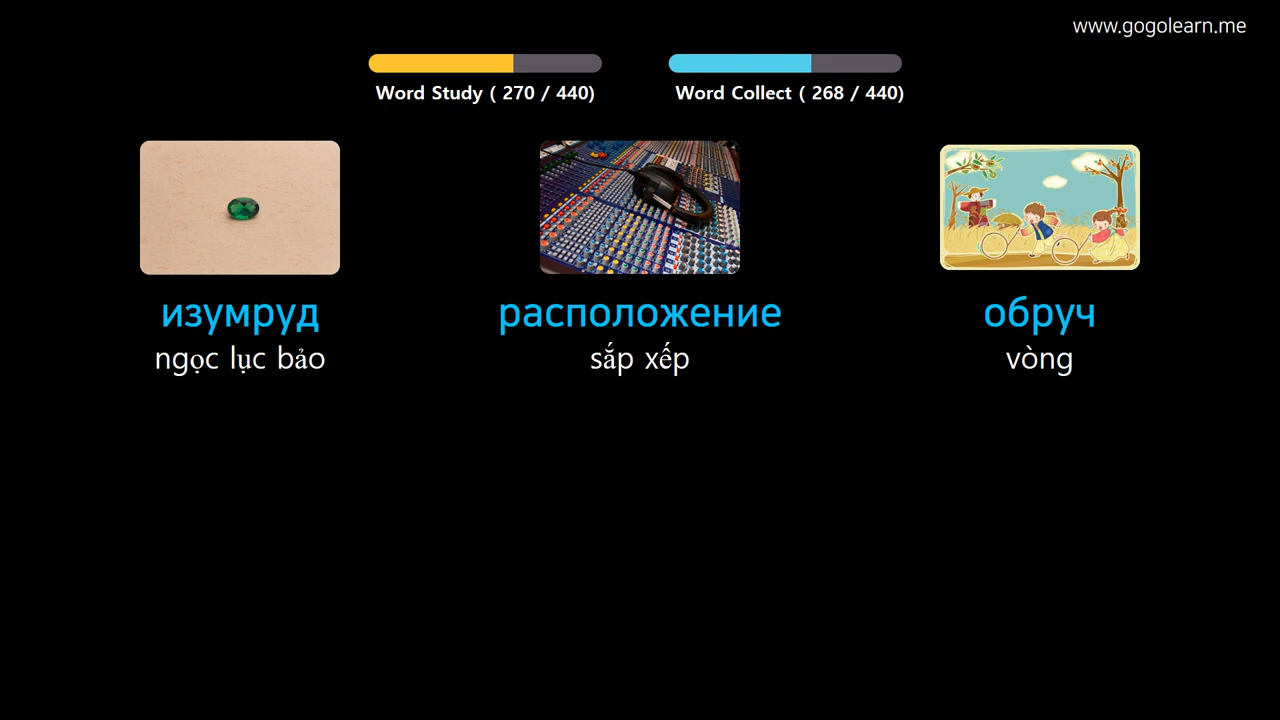 www.gogolearn.me
Word Study ( 270 / 440)
Word Collect ( 268 / 440)
изумруд
расположение
обруч
ngọc lục bảo
sắp xếp
vòng